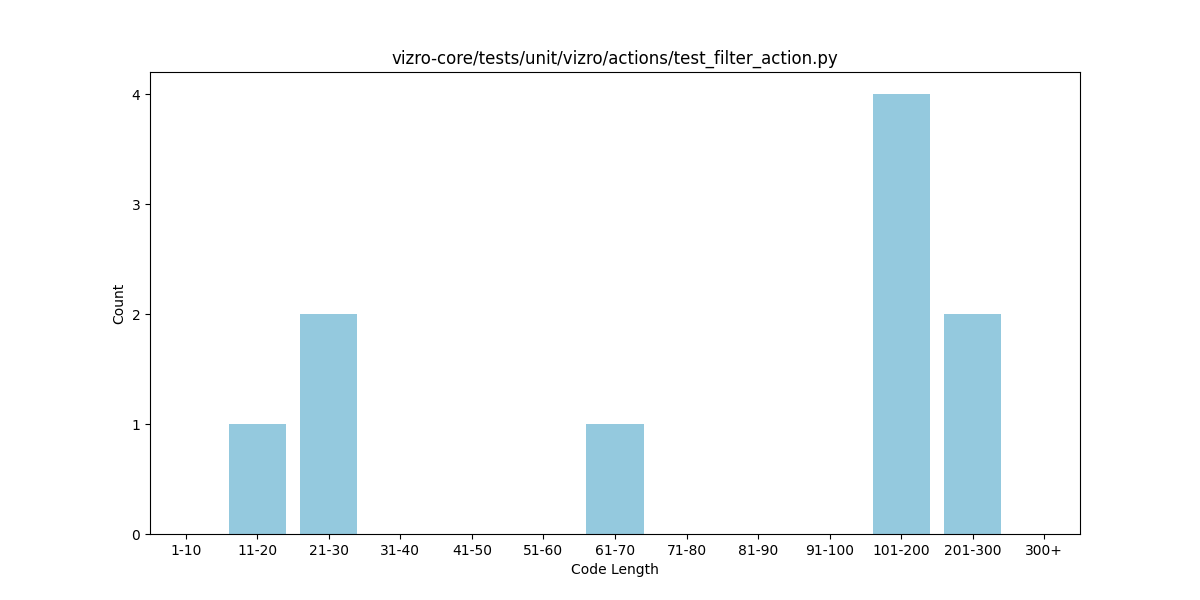 vizro-core/tests/unit/vizro/actions/test_filter_action.py
4
3
2
1
0
Count
1-10 11-20 21-30 31-40 41-50 51-60 61-70 71-80 81-90 91-100 101-200 201-300 300+
Code Length